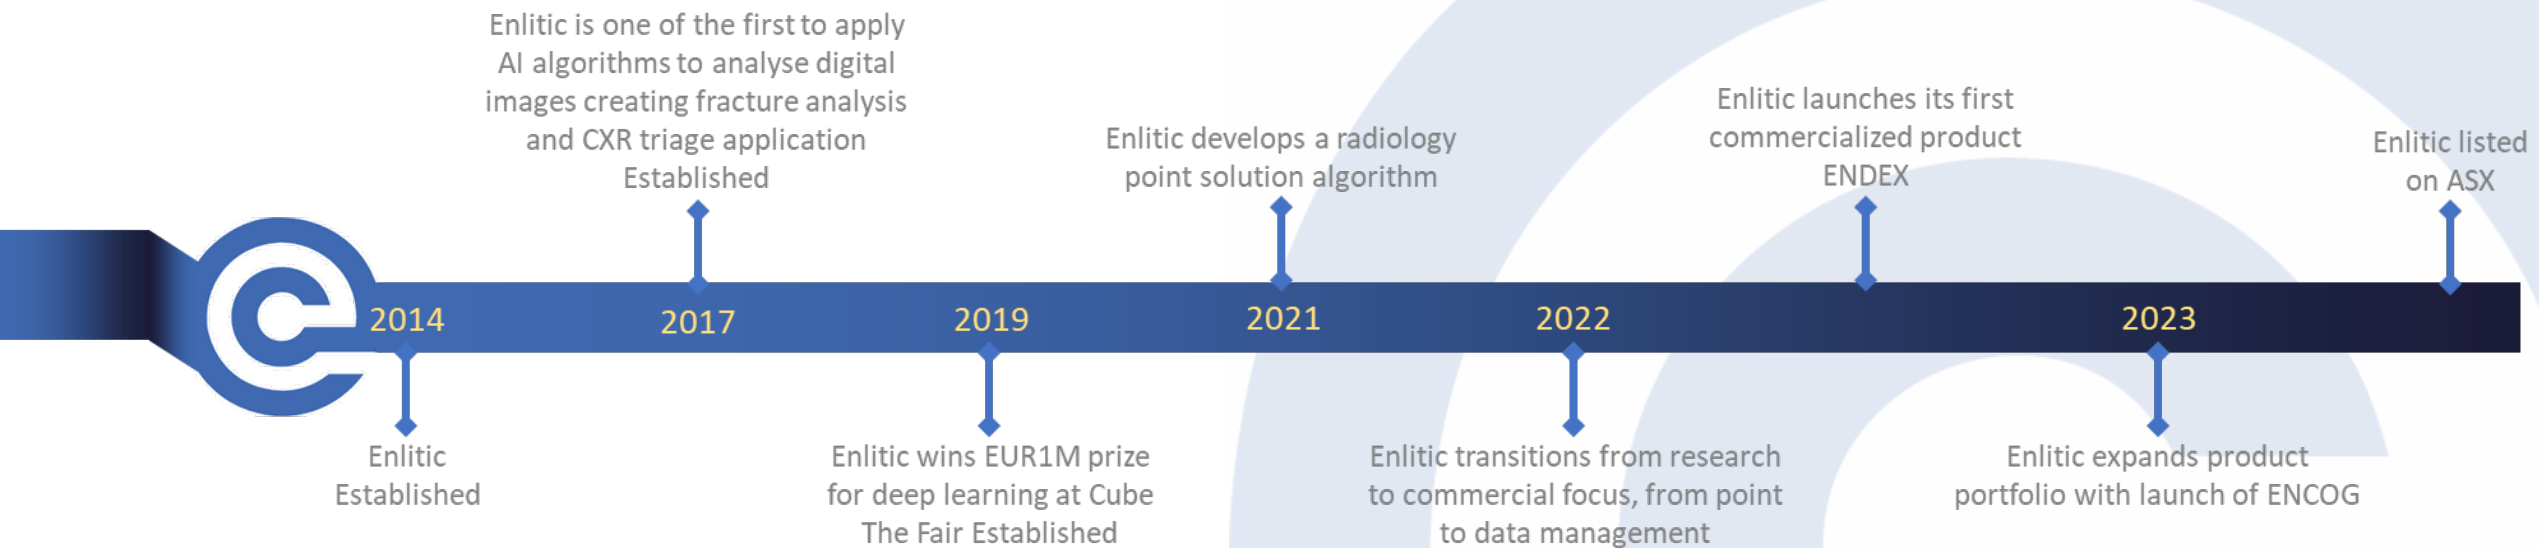 Enlitic is one of the first to apply
AI algorithms to analyse digital
images creating fracture analysis
and CXR triage application
Established
Enlitic develops a radiology
point solution algorithm
Enlitic launches its first
commercialized product
ENDEX
Enlitic listed
on ASX
2014
2017
2019
2021
2022
2023
Enlitic
Established
Enlitic wins EUR1M prize
for deep learning at Cube
The Fair Established
Enlitic transitions from research
to commercial focus, from point
to data management
Enlitic expands product
portfolio with launch of ENCOG